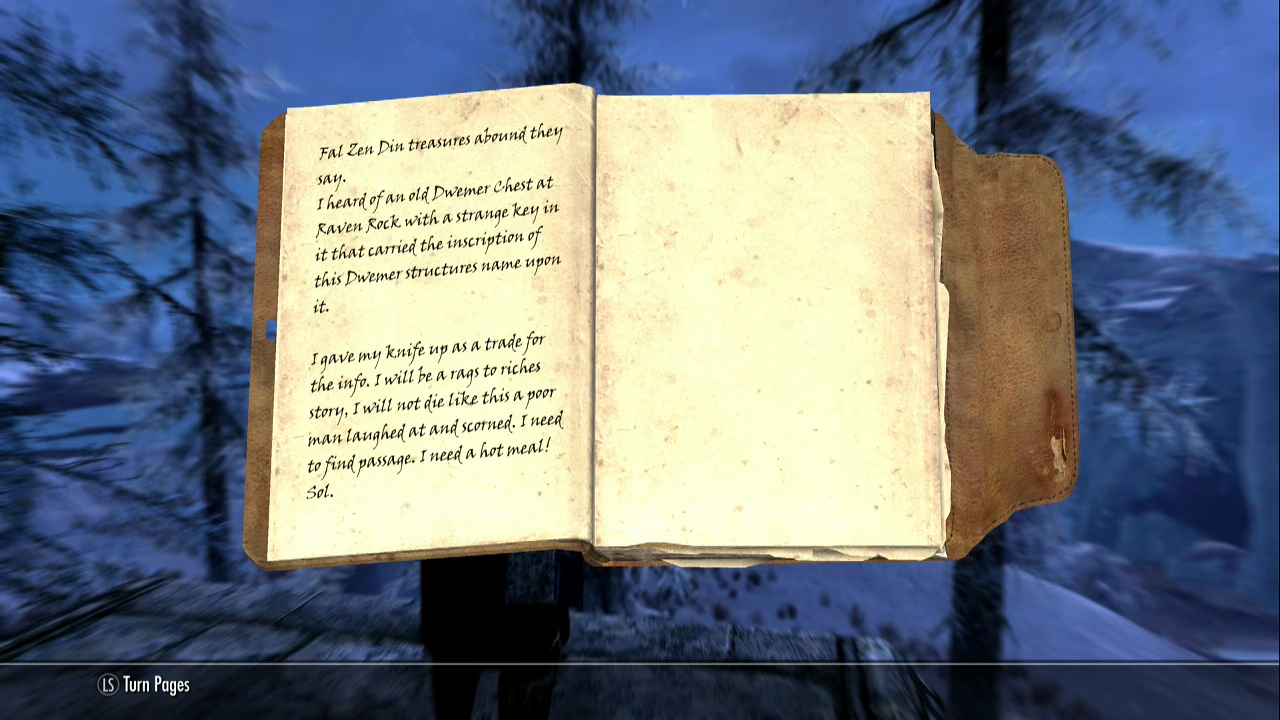 Fal Zen Din treasures abound they
say.
I heard of an old Dwemer Chest at
Raven Rock with a strange key in
it that carried the inscription of
this Dwemer structures name upon
it.
I gave my knife up as a trade for
the info. I will be a rags to riches
story, I will not die like this a poor
man laughed at and scorned. I need
to find passage. I need a hot meal!
Sol.
LS Turn Pages